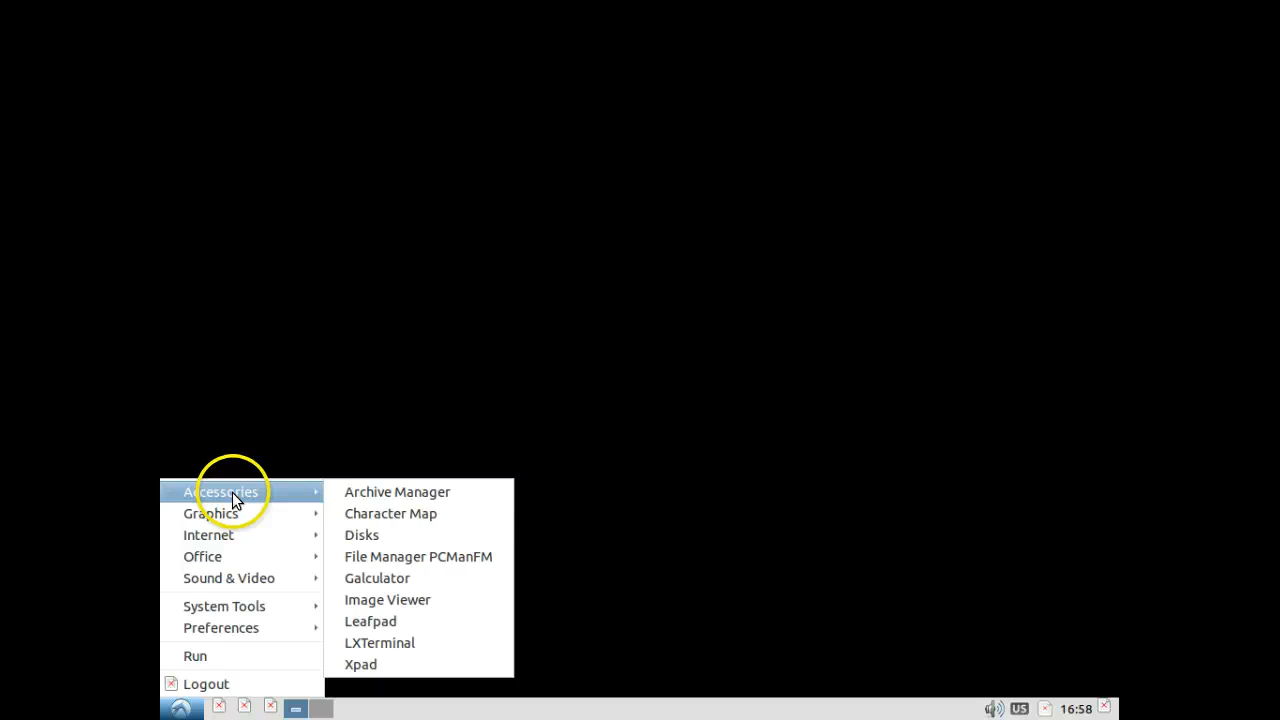 Accessories
Graphics
Internet
Office
Sound & Video
System Tools
Preferences
Run
Logout
Archive Manager
Character Map
Disks
File Manager PCManFM
Galculator
Image Viewer
Leafpad
LXTerminal
Xpad
US
16:58